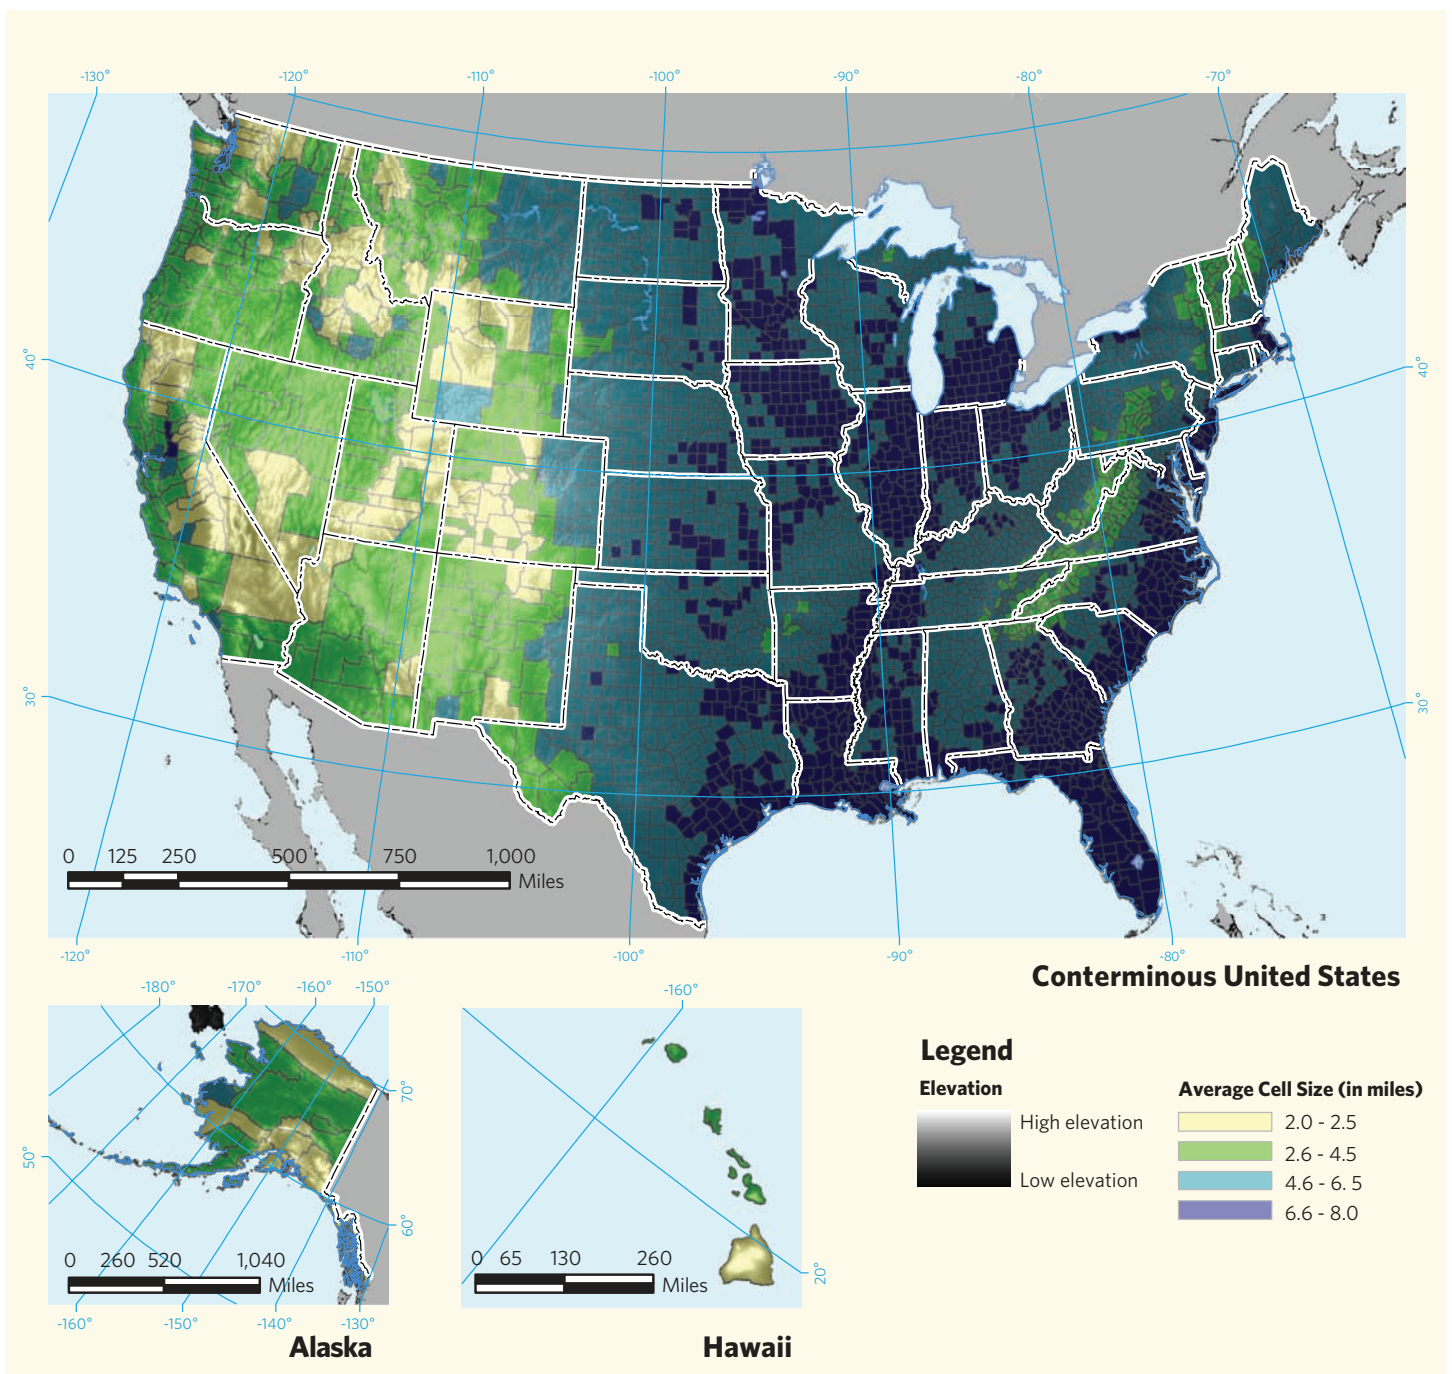 -130°
-120°
-110°
-100°
-90°
-80°
-70°
40°
40°
30°
30°
0 125 250 500 750 1,000
Miles
-120°
-110°
-100°
-90°
-80°
Conterminous United States
-180°
-170°
-160°
-150°
70°
50°
60°
0 260 520 1,040
Miles
-160°
-150°
-140°
-130°
Alaska
-160°
20°
0 65 130 260
Miles
Hawaii
Legend
Elevation
High elevation
Low elevation
Average Cell Size (in miles)
2.0 - 2.5
2.6 - 4.5
4.6 - 6. 5
6.6 - 8.0